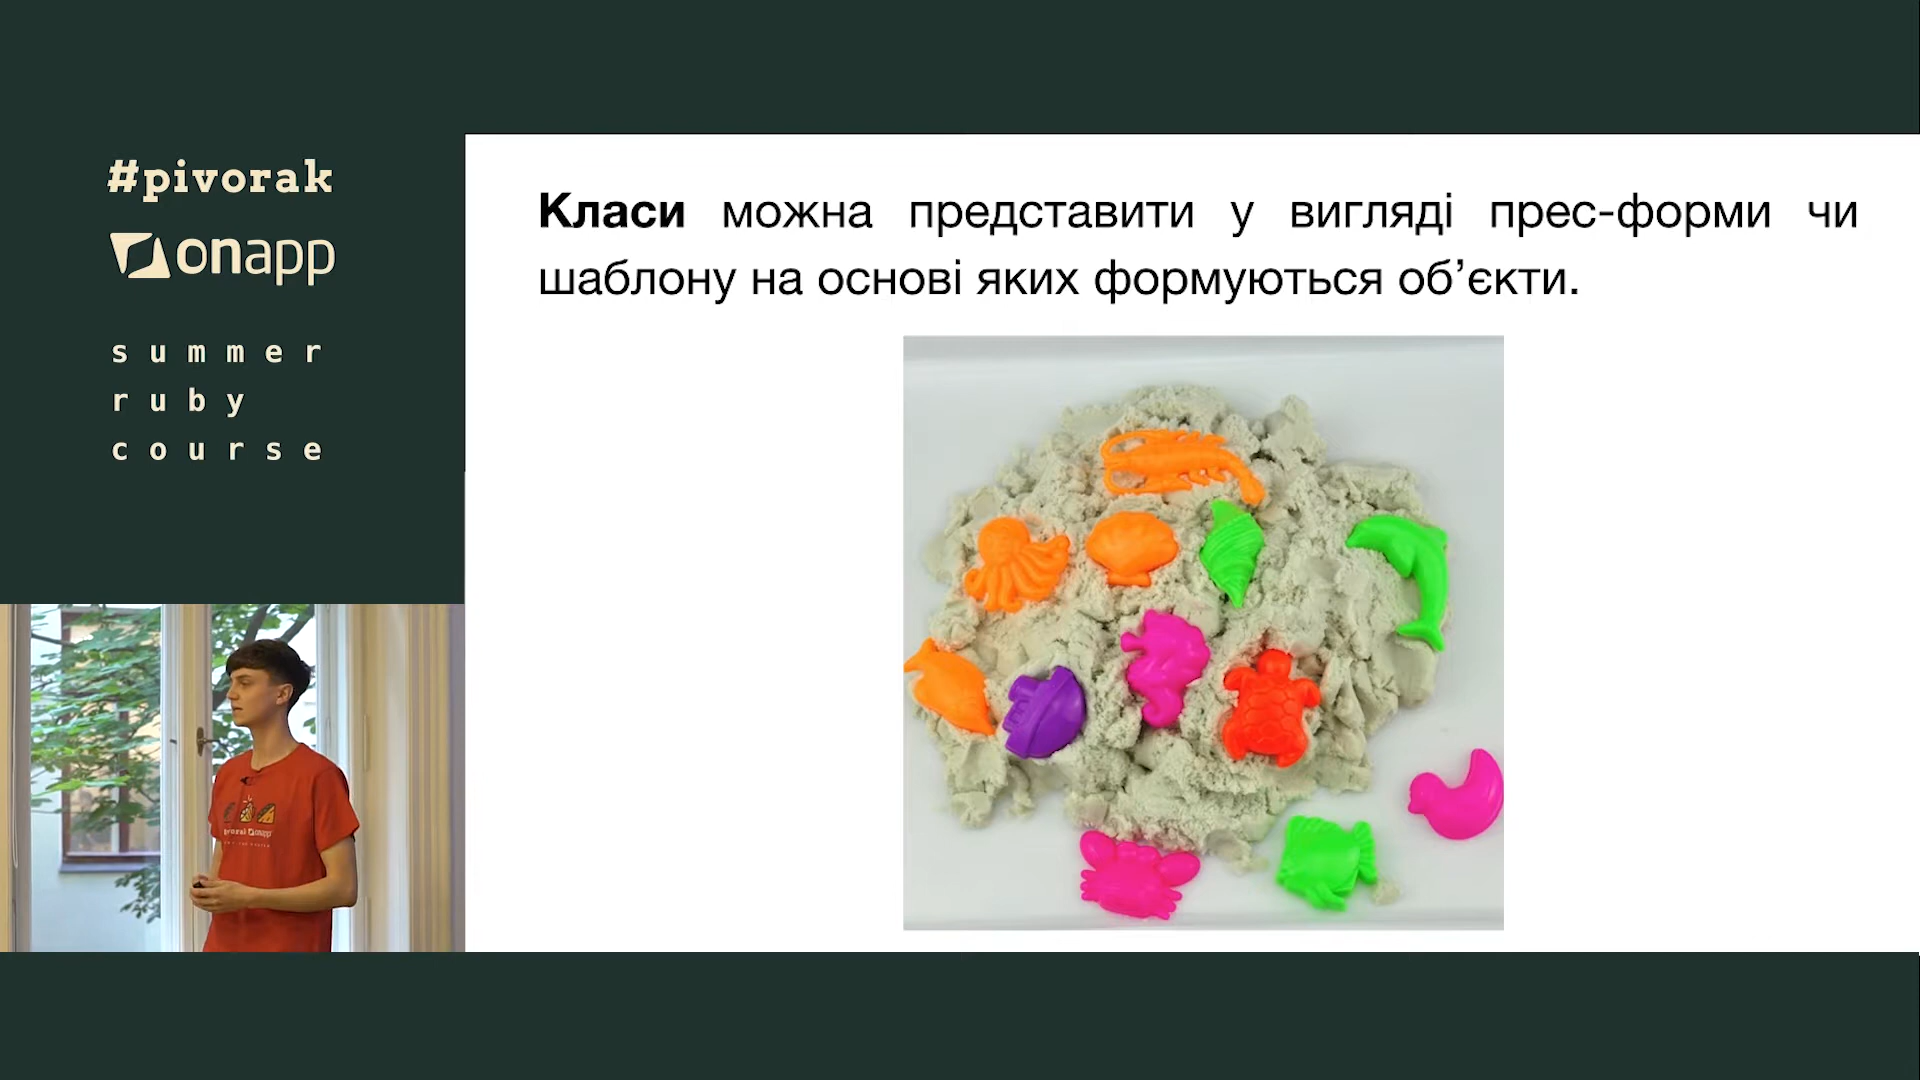 #pivorak
onapp
summer
ruby
course
Класи можна представити у вигляді прес-форми чи
шаблону на основі яких формуються об’єкти.